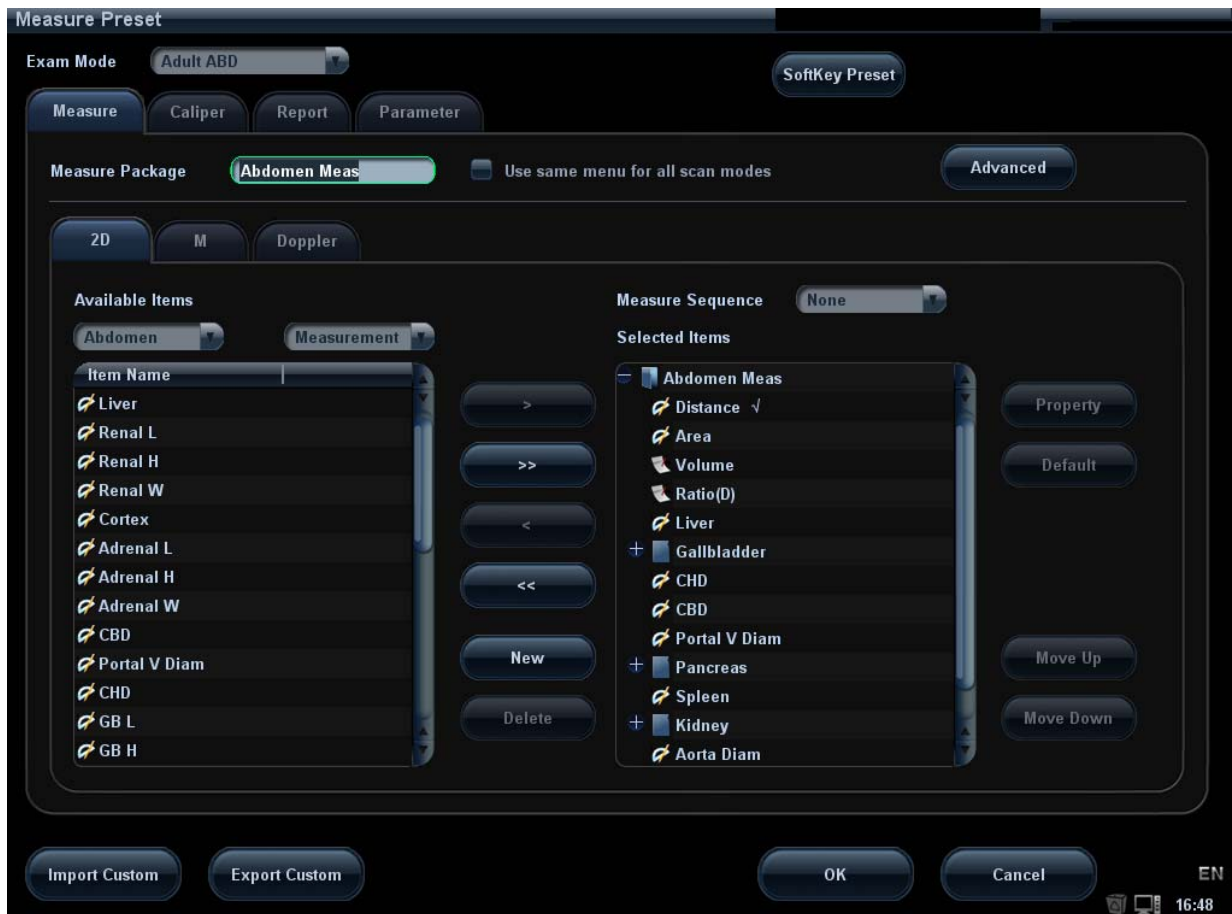 Measure Preset
Exam Mode Adult ABD SoftKey Preset
Measure Caliper Report Parameter
Measure Package Abdomen Meas Use same menu for all scan modes Advanced
2D M Doppler
Available Items Measure Sequence None
Abdomen Measurement Selected Items
Item Name
Liver
Renal L
Renal H
Renal W
Cortex
Adrenal L
Adrenal H
Adrenal W
CBD
Portal V Diam
CHD
GB L
GB H
>
>>
<
<<
New
Delete
Abdomen Meas
Distance √
Area
Volume
Ratio(D)
Liver
Gallbladder
CHD
CBD
Portal V Diam
Pancreas
Spleen
Kidney
Aorta Diam
Property
Default
Move Up
Move Down
Import Custom Export Custom OK Cancel EN
16:48